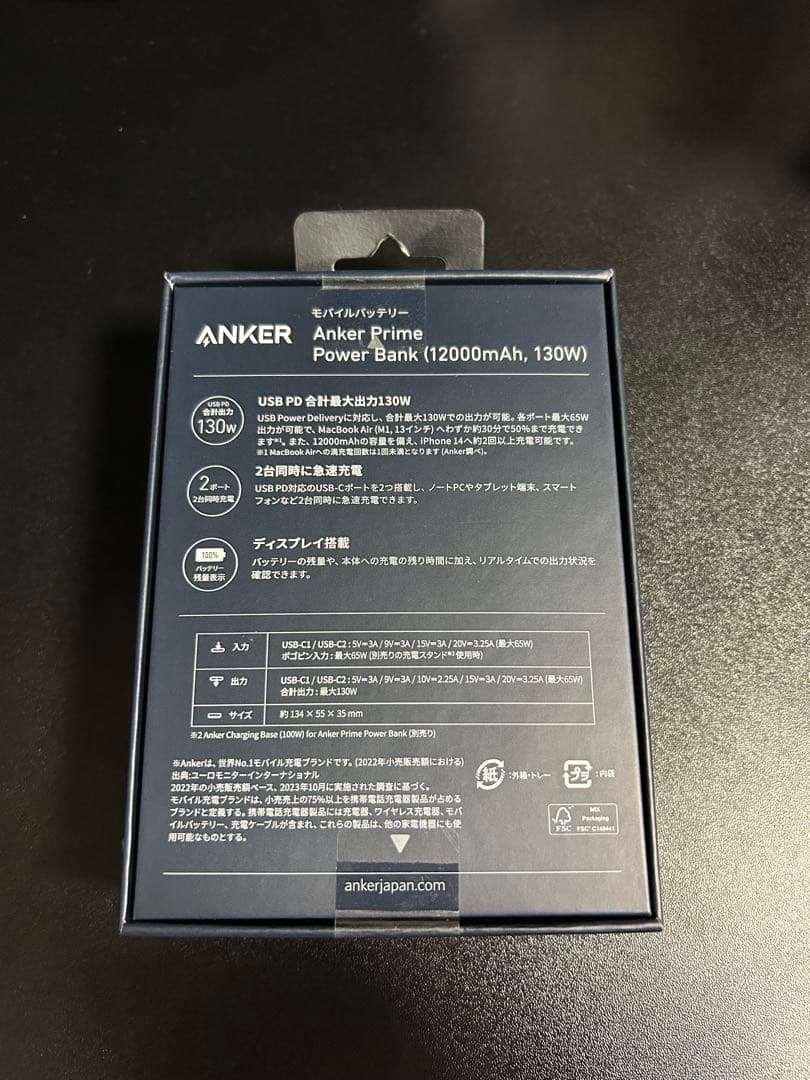 モバイルバッテリー
ANKER
Anker Prime
Power Bank (12000mAh, 130W)
USB PD
合計出力
130W
USB PD 合計最大出力130W
USB Power Deliveryに対応し、合計最大130Wでの出力が可能。各ポート最大65W
出力が可能で、MacBook Air (M1, 13インチ) へわずか約30分で50%まで充電でき
ます※1。また、12000mAhの容量を備え、iPhone 14へ約2回以上充電可能です。
※1 MacBook Airへの満充電回数は1回未満となります (Anker調べ)。
2ポート
2台同時充電
2台同時に急速充電
USB PD対応のUSB-Cポートを2つ搭載し、ノートPCやタブレット端末、スマート
フォンなど2台同時に急速充電できます。
100%
バッテリー
残量表示
ディスプレイ搭載
バッテリーの残量や、本体への充電の残り時間に加え、リアルタイムでの出力状況を
確認できます。
入力
USB-C1 / USB-C2 : 5V=3A / 9V=3A / 15V=3A / 20V=3.25A (最大65W)
ポゴピン入力 : 最大65W (別売りの充電スタンド※2使用時)
出力
USB-C1 / USB-C2 : 5V=3A / 9V=3A / 10V=2.25A / 15V=3A / 20V=3.25A (最大65W)
合計出力 : 最大130W
サイズ
約 134 × 55 × 35 mm
※2 Anker Charging Base (100W) for Anker Prime Power Bank (別売り)
※Ankerは、世界No.1モバイル充電ブランドです。(2022年小売販売額における)
出典:ユーロモニターインターナショナル
2022年の小売販売額ベース、2023年10月に実施された調査に基づく。
モバイル充電ブランドは、小売売上の75%以上を携帯電話充電器製品が占める
ブランドと定義する。携帯電話充電器製品には充電器、ワイヤレス充電器、モバ
イルバッテリー、充電ケーブルが含まれ、これらの製品は、他の家電機器にも使
用可能なものとする。
紙 : 外箱・トレー
プラ : 内袋
FSC
MIX
Packaging
FSC® C148441
ankerjapan.com